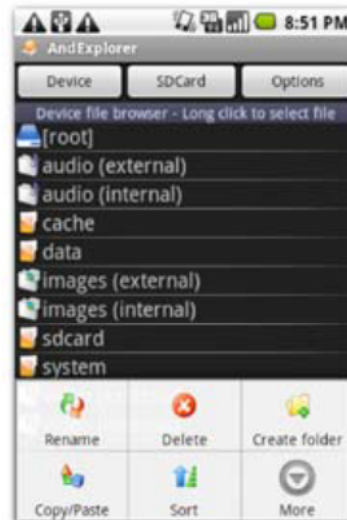 8:51 PM
AndExplorer
Device SDCard Options
Device file browser - Long click to select file
[root]
audio (external)
audio (internal)
cache
data
images (external)
images (internal)
sdcard
system
Rename Delete Create folder
Copy/Paste Sort More